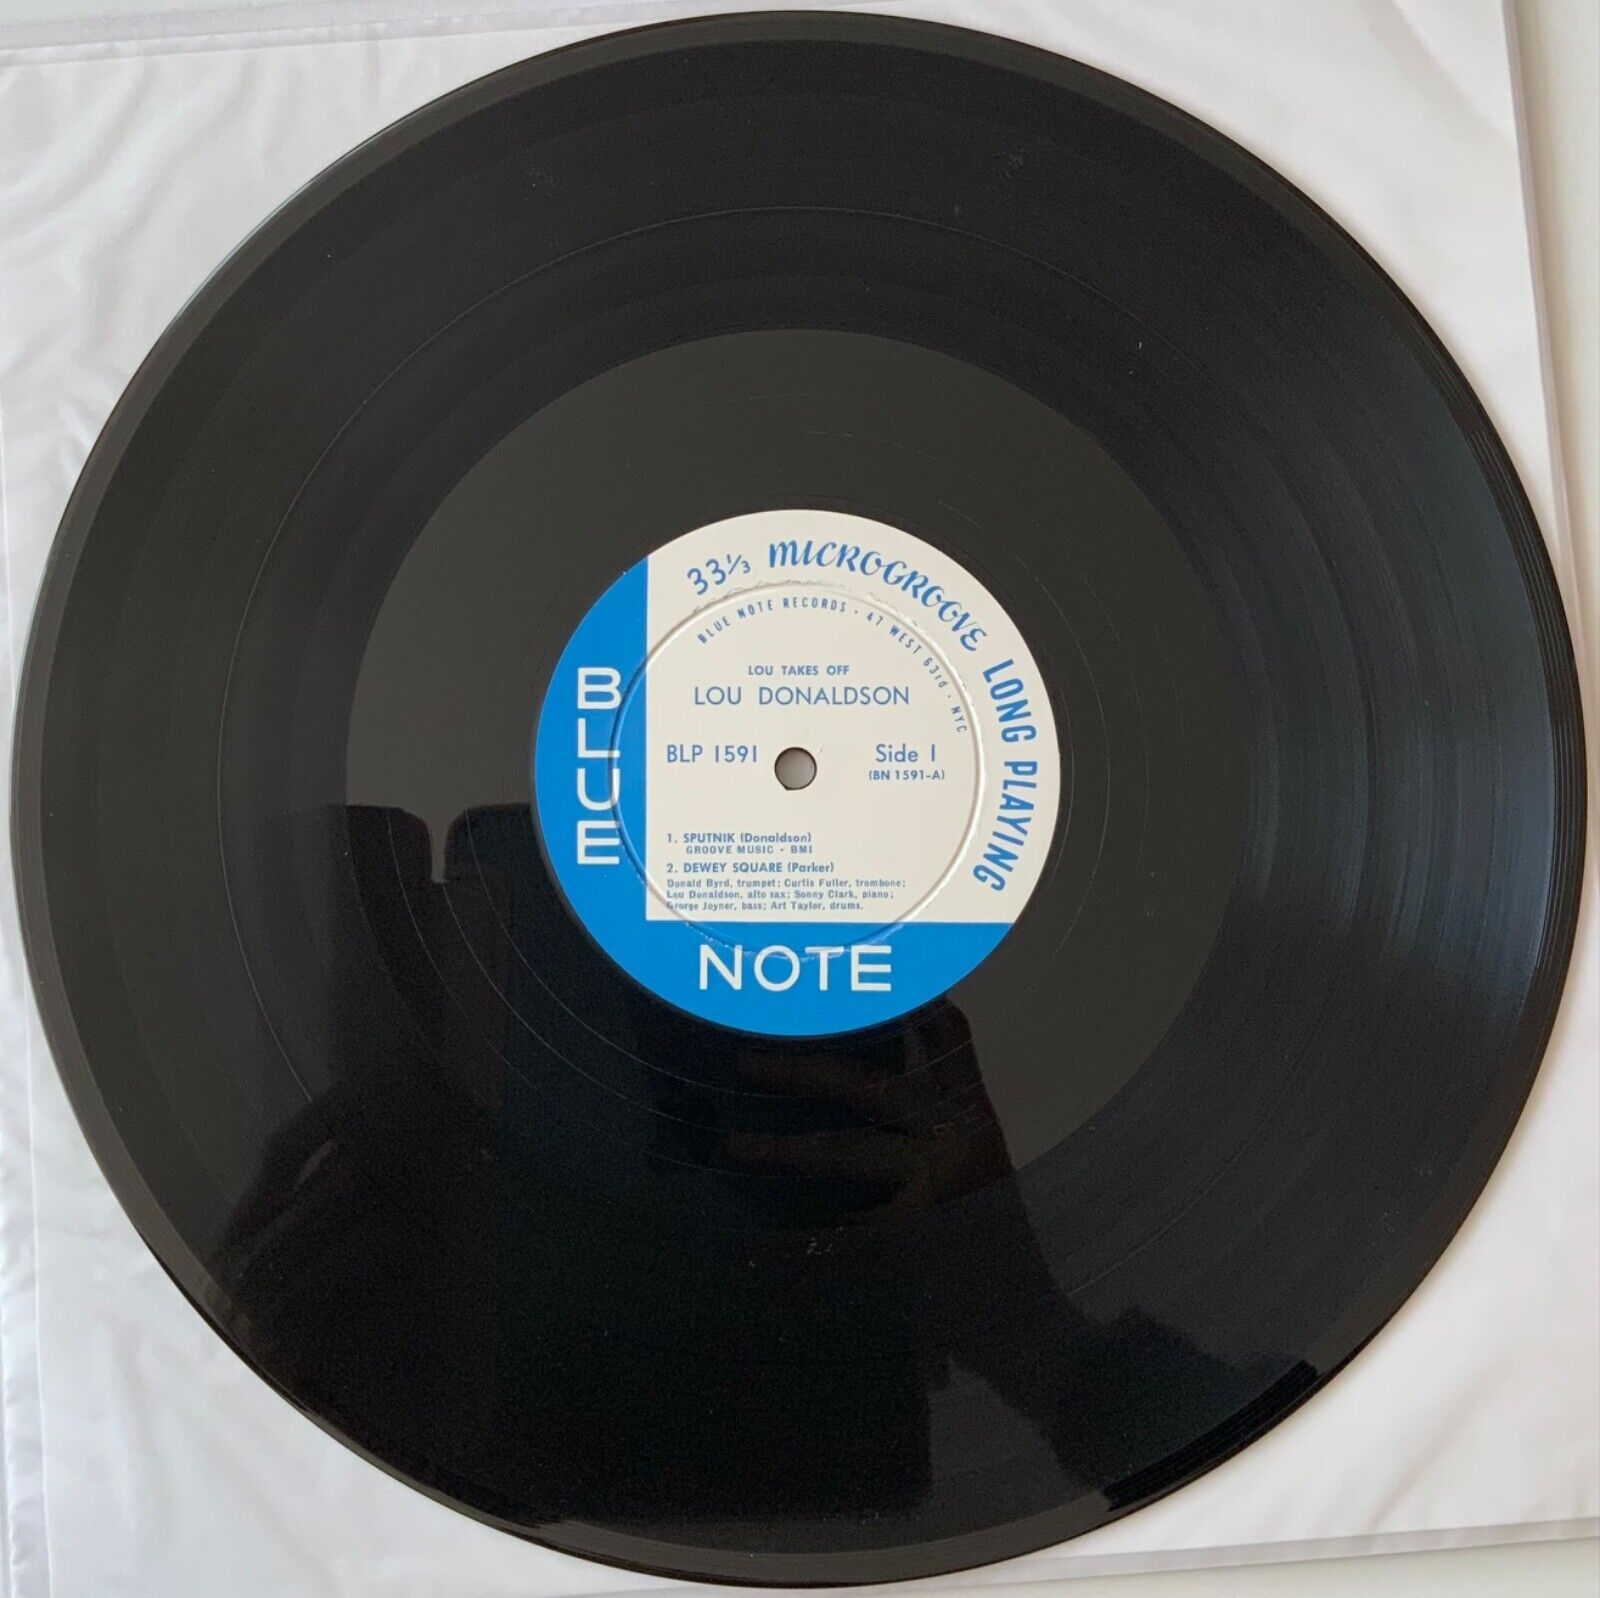 33⅓ MICROGROOVE LONG PLAYING
BLUE NOTE RECORDS · 47 WEST 63rd · NYC
LOU TAKES OFF
LOU DONALDSON
BLP 1591
Side 1
(BN 1591-A)
1. SPUTNIK (Donaldson)
GROOVE MUSIC - BMI
2. DEWEY SQUARE (Parker)
Donald Byrd, trumpet; Curtis Fuller, trombone;
Lou Donaldson, alto sax; Sonny Clark, piano;
George Joyner, bass; Art Taylor, drums.
BLUE
NOTE